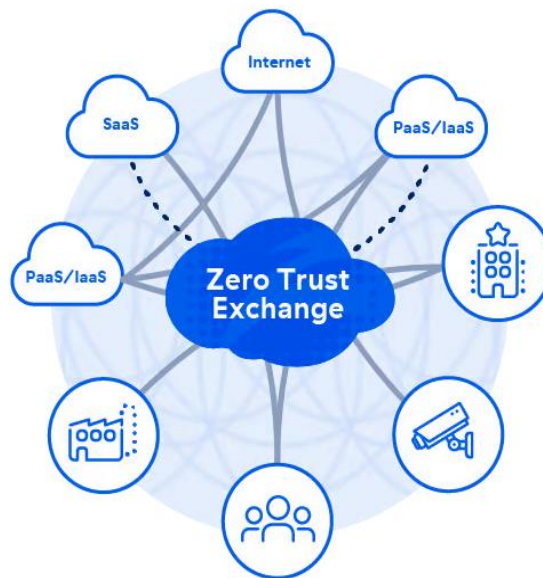 Internet
SaaS
PaaS/IaaS
PaaS/IaaS
Zero Trust
Exchange